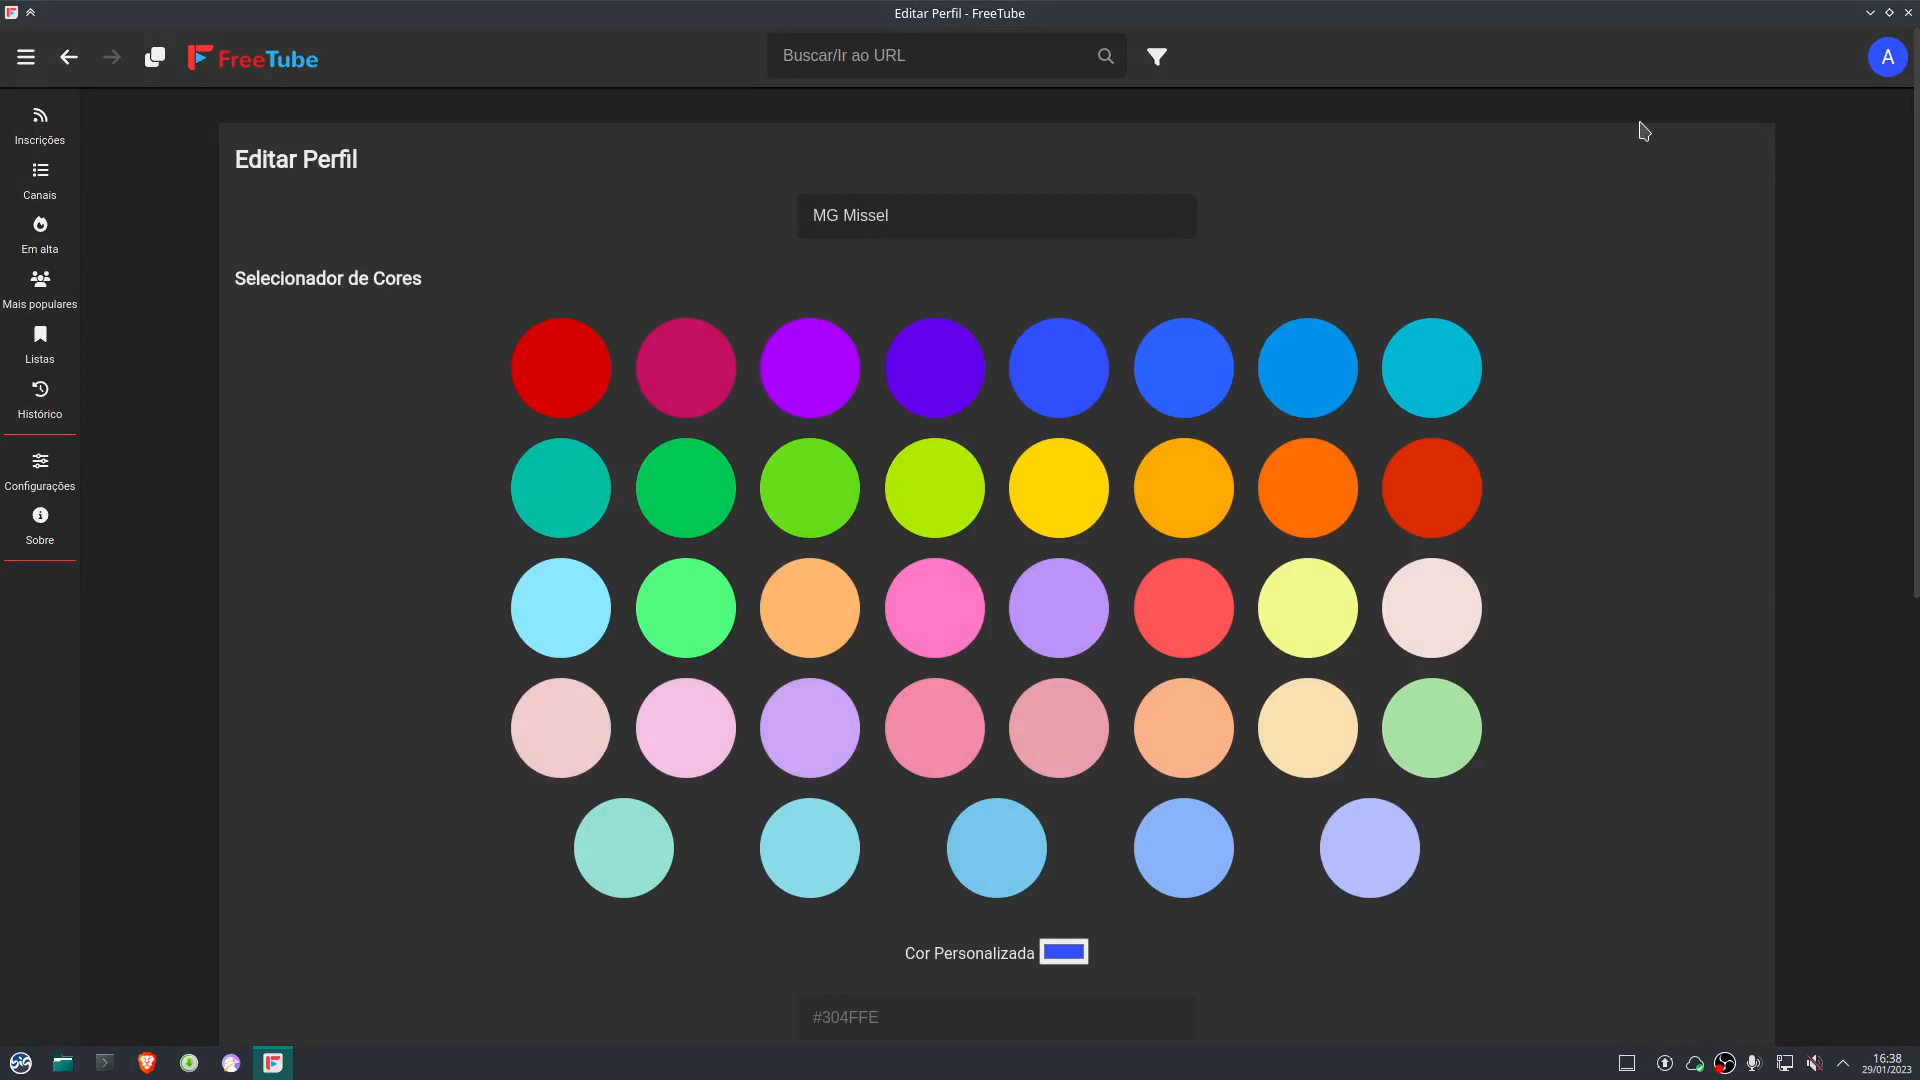 Editar Perfil - FreeTube
FreeTube
Buscar/Ir ao URL
A
Inscrições
Canais
Em alta
Mais populares
Listas
Histórico
Configurações
Sobre
Editar Perfil
MG Missel
Selecionador de Cores
Cor Personalizada
#304FFE
16:38
29/01/2023